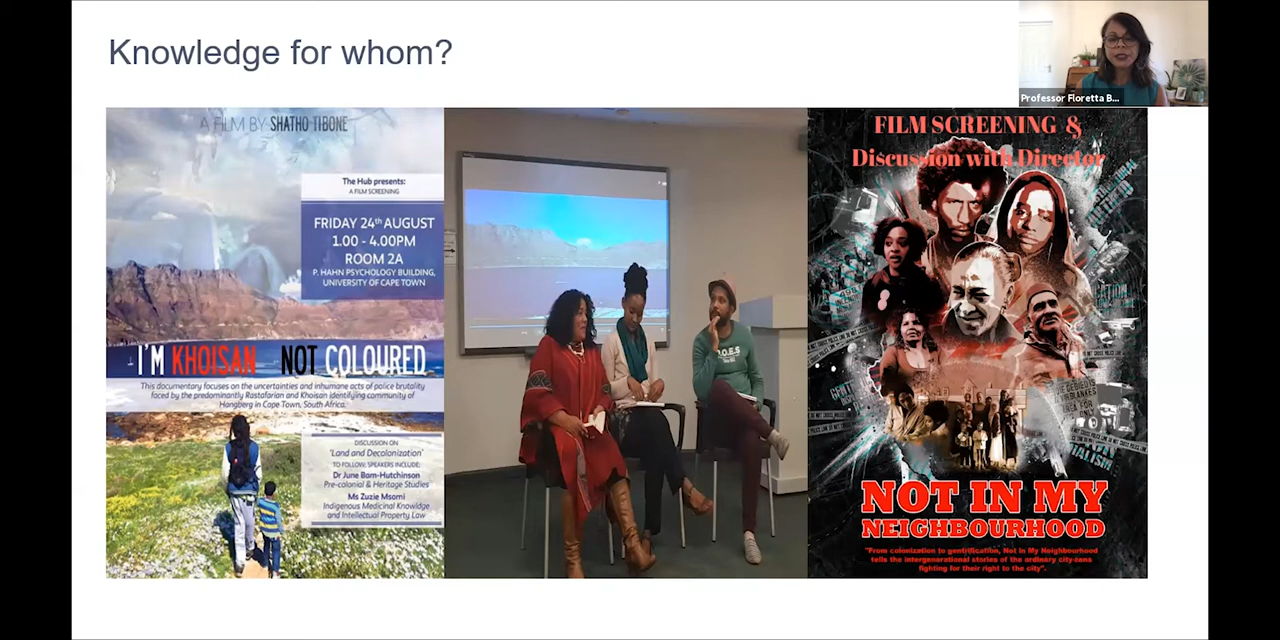 Knowledge for whom?
Professor Floretta B...
A FILM BY SHATHO TIBONE
The Hub presents:
A FILM SCREENING
FRIDAY 24th AUGUST
1.00 - 4.00PM
ROOM 2A
P. HAHN PSYCHOLOGY BUILDING,
UNIVERSITY OF CAPE TOWN
I'M KHOISAN NOT COLOURED
This documentary focuses on the uncertainties and inhumane acts of police brutality
faced by the predominantly Rastafarian and Khoisan identifying community of
Hangberg in Cape Town, South Africa.
DISCUSSION ON
'Land and Decolonization'
TO FOLLOW; SPEAKERS INCLUDE:
Dr June Bam-Hutchinson
Pre-colonial & Heritage Studies
Ms Zuzie Msomi
Indigenous Medicinal Knowldge
and Intellectual Property Law
FILM SCREENING &
Discussion with Director
NOT IN MY
NEIGHBOURHOOD
"From colonization to gentrification, Not In My Neighbourhood
tells the intergenerational stories of the ordinary city-zens
fighting for their right to the city".